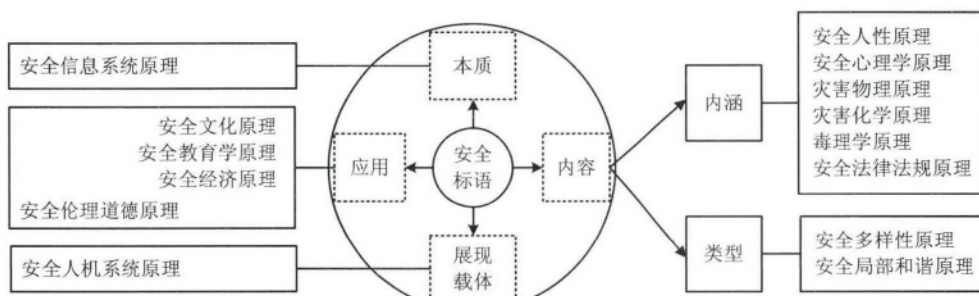 安全信息系统原理
安全文化原理
安全教育学原理
安全经济原理
安全伦理道德原理
安全人机系统原理
本质
应用
安全
标语
内容
展现
载体
内涵
类型
安全人性原理
安全心理学原理
灾害物理原理
灾害化学原理
毒理学原理
安全法律法规原理
安全多样性原理
安全局部和谐原理